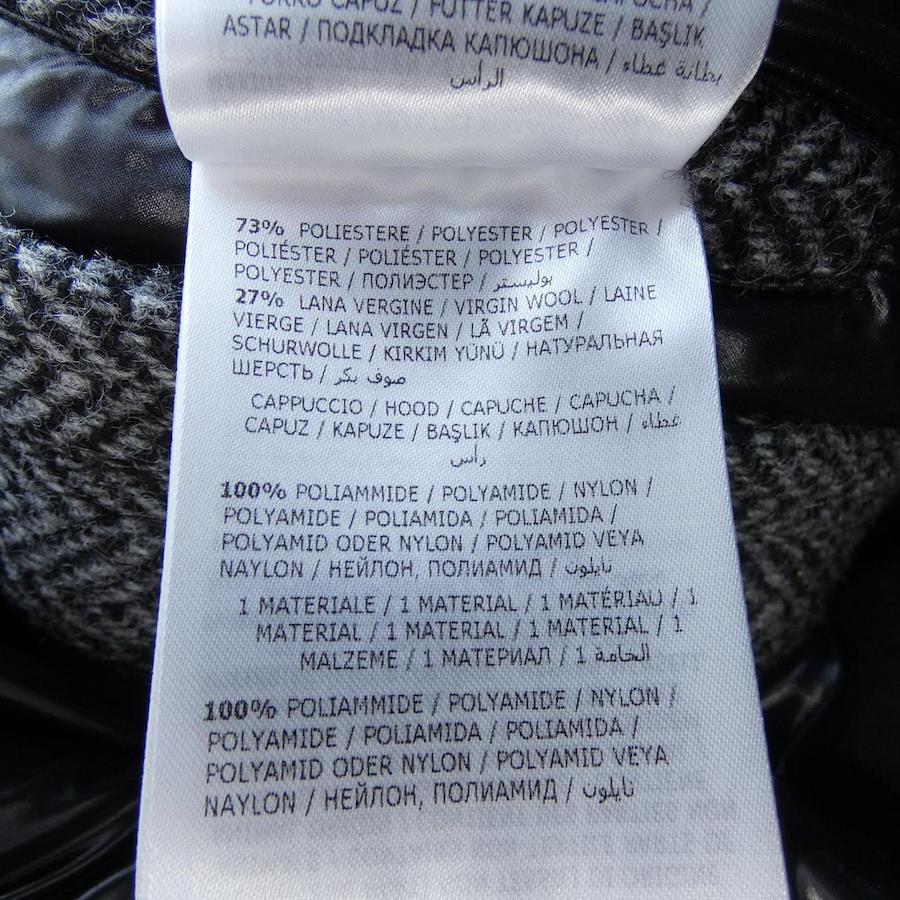 FUTTER KAPUZE / BAŞLIK
ASTAR / ПОДКЛАДКА КАПЮШОНА / بطانة غطاء
الرأس
73% POLIESTERE / POLYESTER / POLYESTER /
POLIÉSTER / POLIÉSTER / POLYESTER /
POLYESTER / ПОЛИЭСТЕР / بوليستر
27% LANA VERGINE / VIRGIN WOOL / LAINE
VIERGE / LANA VIRGEN / LÃ VIRGEM /
SCHURWOLLE / KIRKIM YÜNÜ / НАТУРАЛЬНАЯ
ШЕРСТЬ / صوف بكر
CAPPUCCIO / HOOD / CAPUCHE / CAPUCHA /
CAPUZ / KAPUZE / BAŞLIK / КАПЮШОН / غطاء
رأس
100% POLIAMMIDE / POLYAMIDE / NYLON /
POLYAMIDE / POLIAMIDA / POLIAMIDA /
POLYAMID ODER NYLON / POLYAMID VEYA
NAYLON / НЕЙЛОН, ПОЛИАМИД / نايلون
1 MATERIALE / 1 MATERIAL / 1 MATÉRIAU / 1
MATERIAL / 1 MATERIAL / 1 MATERIAL / 1
MALZEME / 1 МАТЕРИАЛ / 1 الخامة
100% POLIAMMIDE / POLYAMIDE / NYLON /
POLYAMIDE / POLIAMIDA / POLIAMIDA /
POLYAMID ODER NYLON / POLYAMID VEYA
NAYLON / НЕЙЛОН, ПОЛИАМИД / نايلون